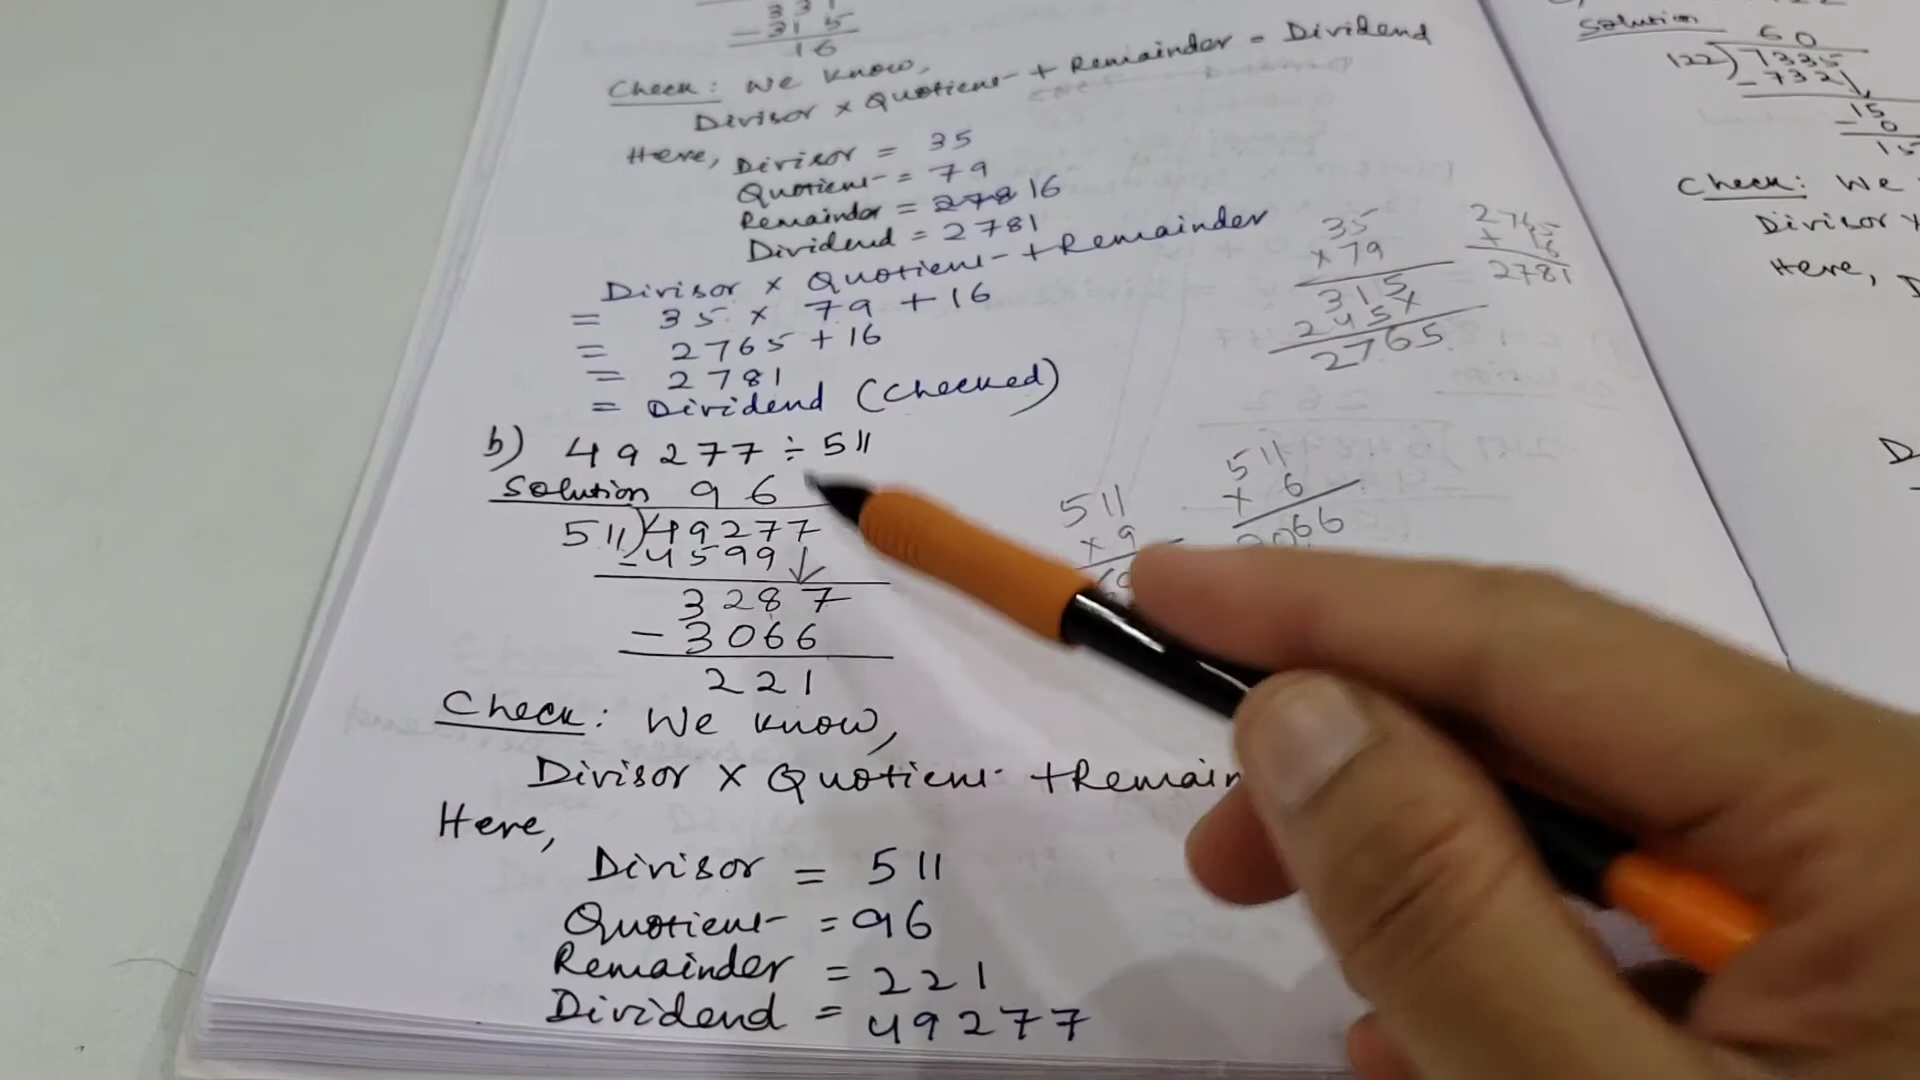 331
- 315
16
Check: We know,
Divisor x Quotient + Remainder = Dividend
Here, Divisor = 35
Quotient = 79
Remainder = 278 16
Dividend = 2781
Divisor x Quotient + Remainder
= 35 x 79 + 16
= 2765 + 16
= 2781
= Dividend (Checked)
35
x 79
315
245x
2765
2765
+ 16
2781
b) 49277 ÷ 511
Solution 96
511)49277
- 4599↓
3287
- 3066
221
511
x 9
511
x 6
3066
Check: We know,
Divisor x Quotient + Remain
Here,
Divisor = 511
Quotient = 96
Remainder = 221
Dividend = 49277
Solution
60
122)7335
- 732↓
15
- 0
15
Check: We
Divisor x
Here, D
D